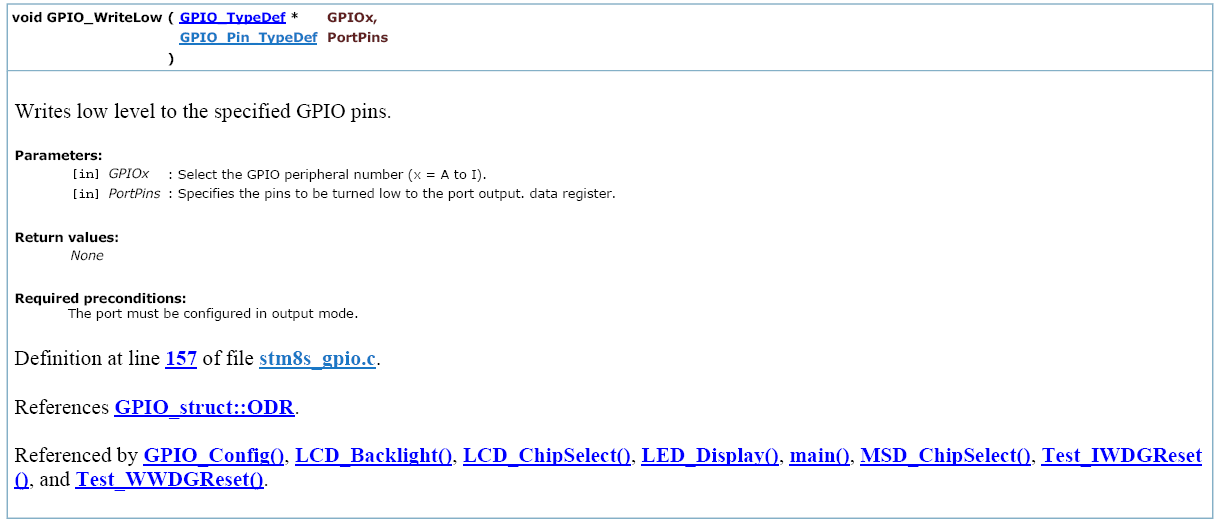 void GPIO_WriteLow ( GPIO_TypeDef * GPIOx,
GPIO_Pin_TypeDef PortPins
)
Writes low level to the specified GPIO pins.
Parameters:
[in] GPIOx : Select the GPIO peripheral number (x = A to I).
[in] PortPins : Specifies the pins to be turned low to the port output. data register.
Return values:
None
Required preconditions:
The port must be configured in output mode.
Definition at line 157 of file stm8s_gpio.c.
References GPIO_struct::ODR.
Referenced by GPIO_Config(), LCD_Backlight(), LCD_ChipSelect(), LED_Display(), main(), MSD_ChipSelect(), Test_IWDGReset
(), and Test_WWDGReset().